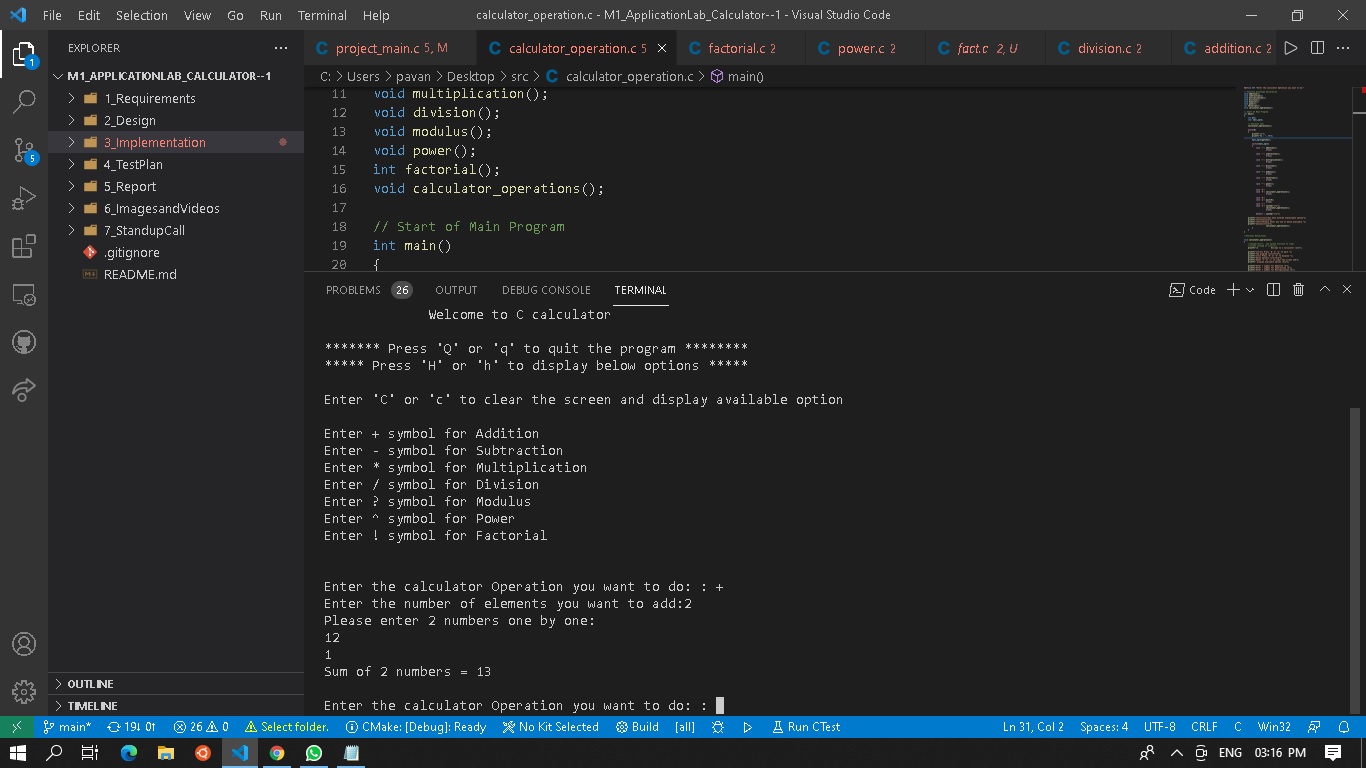 File Edit Selection View Go Run Terminal Help
calculator_operation.c - M1_ApplicationLab_Calculator--1 - Visual Studio Code
EXPLORER
project_main.c 5, M
calculator_operation.c 5
factorial.c 2
power.c 2
fact.c 2, U
division.c 2
addition.c 2
C: > Users > pavan > Desktop > src > calculator_operation.c > main()
M1_APPLICATIONLAB_CALCULATOR--1
1_Requirements
2_Design
3_Implementation
4_TestPlan
5_Report
6_ImagesandVideos
7_StandupCall
.gitignore
README.md
OUTLINE
TIMELINE
1
5
11 void multiplication();
12 void division();
13 void modulus();
14 void power();
15 int factorial();
16 void calculator_operations();
17
18 // Start of Main Program
19 int main()
20 {
PROBLEMS 26 OUTPUT DEBUG CONSOLE TERMINAL
Code
Welcome to C calculator
******* Press 'Q' or 'q' to quit the program ********
***** Press 'H' or 'h' to display below options *****
Enter 'C' or 'c' to clear the screen and display available option
Enter + symbol for Addition
Enter - symbol for Subtraction
Enter * symbol for Multiplication
Enter / symbol for Division
Enter ? symbol for Modulus
Enter ^ symbol for Power
Enter ! symbol for Factorial
Enter the calculator Operation you want to do: : +
Enter the number of elements you want to add:2
Please enter 2 numbers one by one:
12
1
Sum of 2 numbers = 13
Enter the calculator Operation you want to do: :
main* 19↓ 0↑ 26 0 Select folder. CMake: [Debug]: Ready No Kit Selected Build [all] Run CTest Ln 31, Col 2 Spaces: 4 UTF-8 CRLF C Win32
ENG 03:16 PM